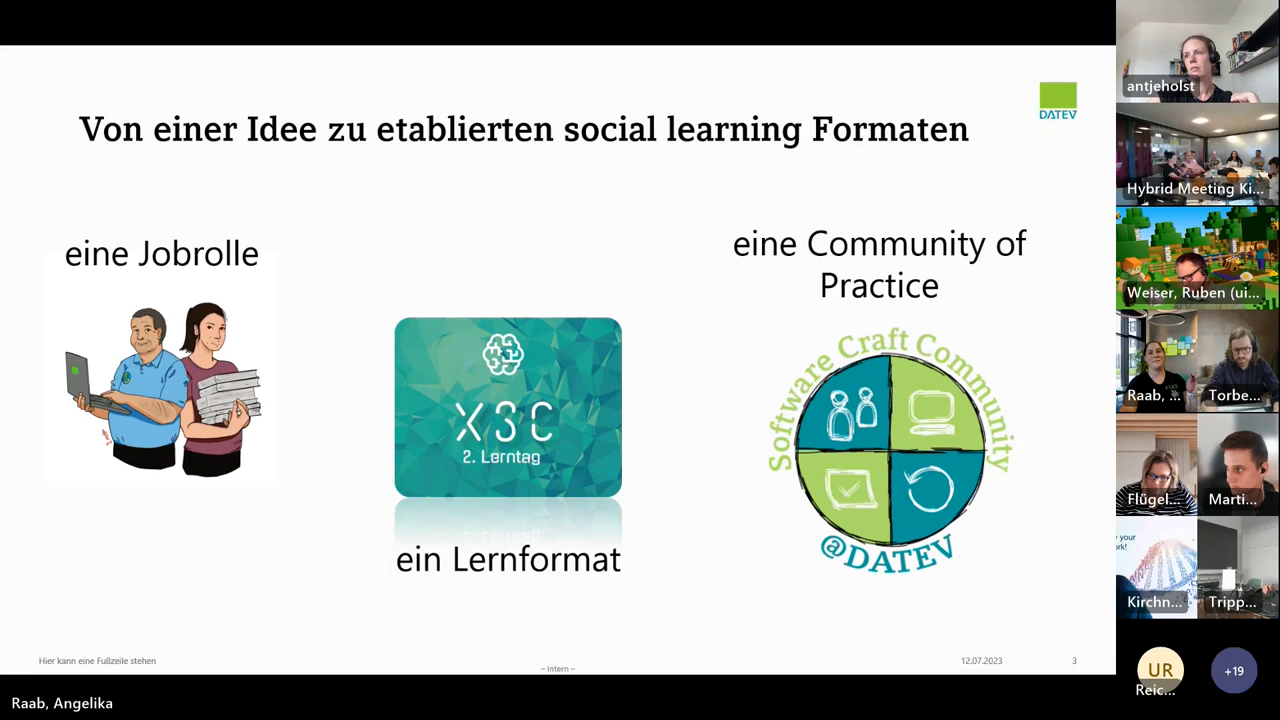 Von einer Idee zu etablierten social learning Formaten
DATEV
eine Jobrolle
X3C
2. Lerntag
ein Lernformat
eine Community of
Practice
Software Craft Community
@DATEV
Hier kann eine Fußzeile stehen
– Intern –
12.07.2023
3
Raab, Angelika
antjeholst
Hybrid Meeting Ki...
Weiser, Ruben (ui...
Raab, ...
Torbe...
Flügel...
Marti...
your
rk!
Kirchn...
Tripp...
UR
Reic...
+19